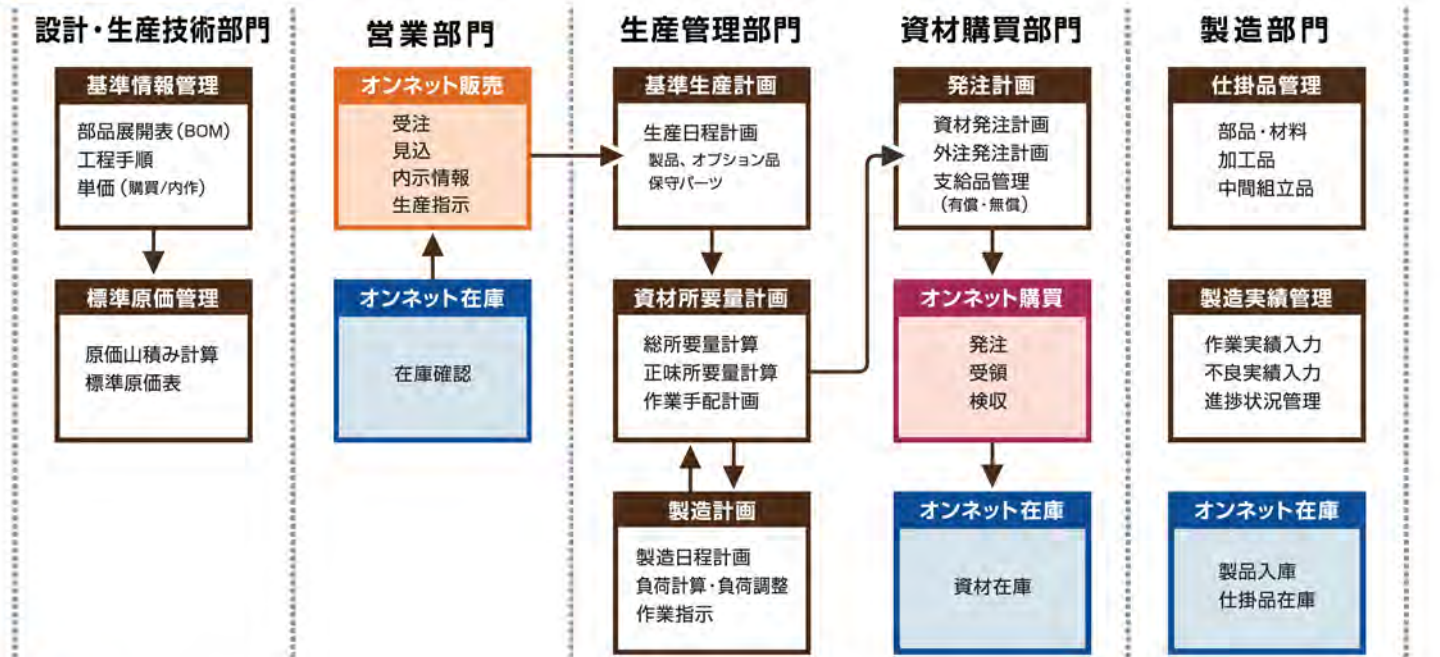 設計・生産技術部門
基準情報管理
部品展開表(BOM)
工程手順
単価(購買/内作)
標準原価管理
原価山積み計算
標準原価表
営業部門
オンネット販売
受注
見込
内示情報
生産指示
オンネット在庫
在庫確認
生産管理部門
基準生産計画
生産日程計画
製品、オプション品
保守パーツ
資材所要量計画
総所要量計算
正味所要量計算
作業手配計画
製造計画
製造日程計画
負荷計算・負荷調整
作業指示
資材購買部門
発注計画
資材発注計画
外注発注計画
支給品管理
(有償・無償)
オンネット購買
発注
受領
検収
オンネット在庫
資材在庫
製造部門
仕掛品管理
部品・材料
加工品
中間組立品
製造実績管理
作業実績入力
不良実績入力
進捗状況管理
オンネット在庫
製品入庫
仕掛品在庫